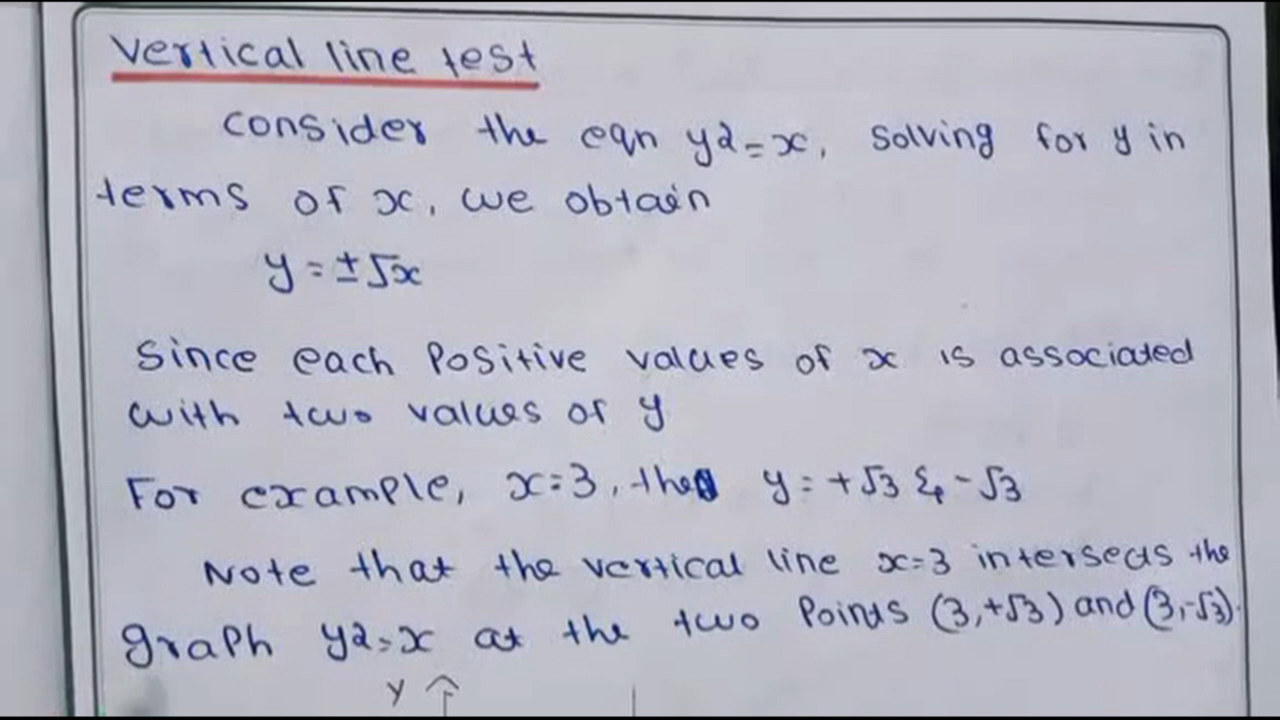 Vertical line test
consider the eqn y2=x, solving for y in
terms of x, we obtain
y = ±√x
Since each Positive values of x is associated
with two values of y
For example, x=3, then y = +√3 & -√3
Note that the vertical line x=3 intersects the
graph y2=x at the two Points (3,+√3) and (3,-√3).
y